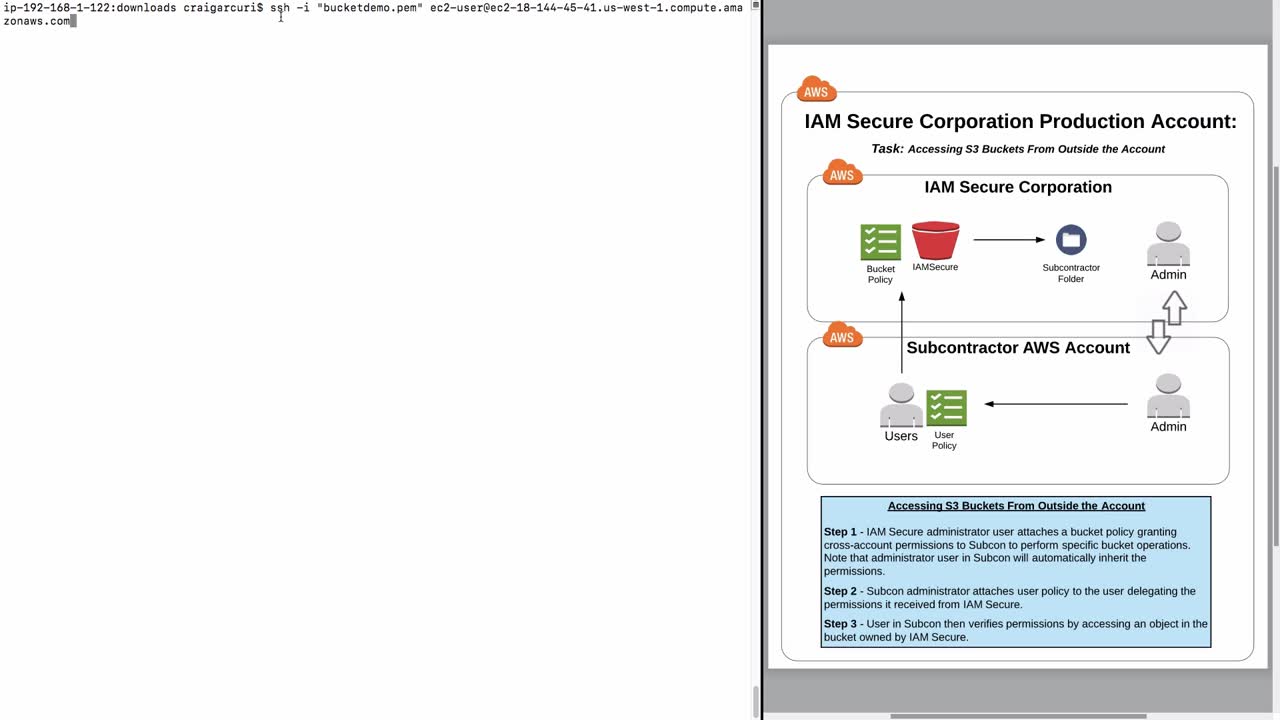 ip-192-168-1-122:downloads craigarcuri$ ssh -i "bucketdemo.pem" ec2-user@ec2-18-144-45-41.us-west-1.compute.ama
zonaws.com
AWS
IAM Secure Corporation Production Account:
Task: Accessing S3 Buckets From Outside the Account
AWS
IAM Secure Corporation
Bucket
Policy
IAMSecure
Subcontractor
Folder
Admin
AWS
Subcontractor AWS Account
Users
User
Policy
Admin
Accessing S3 Buckets From Outside the Account
Step 1 - IAM Secure administrator user attaches a bucket policy granting
cross-account permissions to Subcon to perform specific bucket operations.
Note that administrator user in Subcon will automatically inherit the
permissions.
Step 2 - Subcon administrator attaches user policy to the user delegating the
permissions it received from IAM Secure.
Step 3 - User in Subcon then verifies permissions by accessing an object in the
bucket owned by IAM Secure.